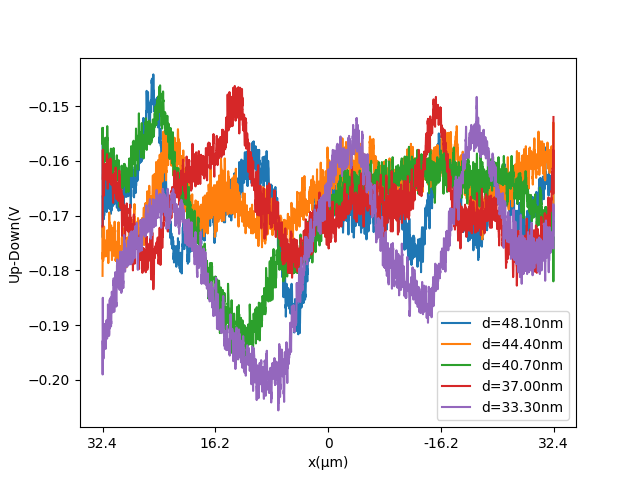 −0.15
−0.16
−0.17
−0.18
−0.19
−0.20
Up-Down(V
32.4
16.2
0
-16.2
32.4
x(μm)
d=48.10nm
d=44.40nm
d=40.70nm
d=37.00nm
d=33.30nm